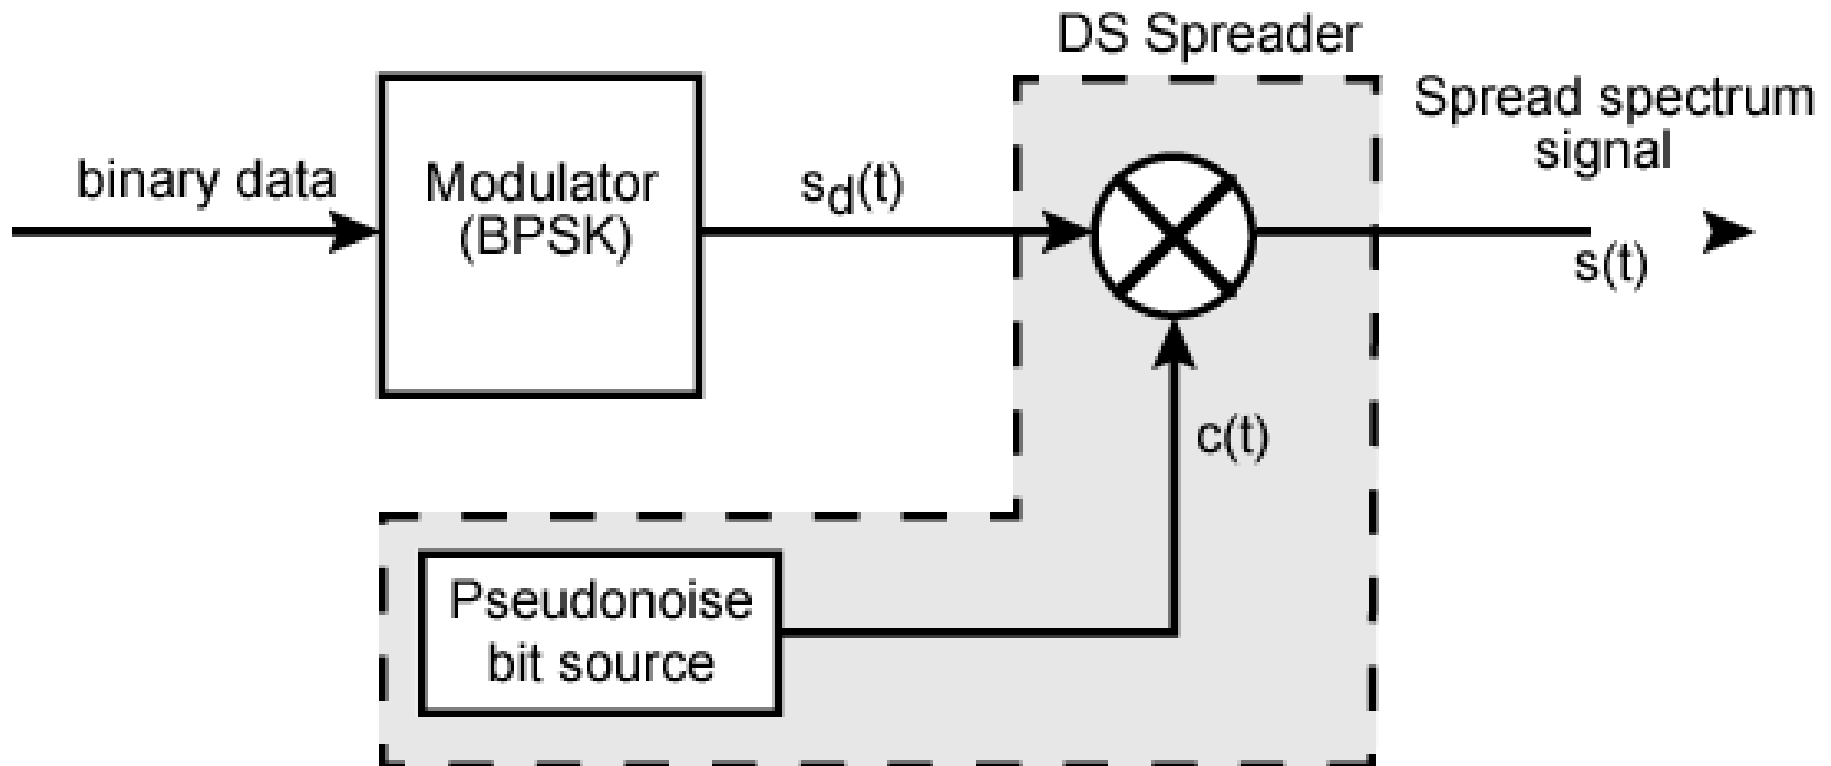 DS Spreader
Spread spectrum
signal
binary data
Modulator
(BPSK)
sd(t)
s(t)
c(t)
Pseudonoise
bit source